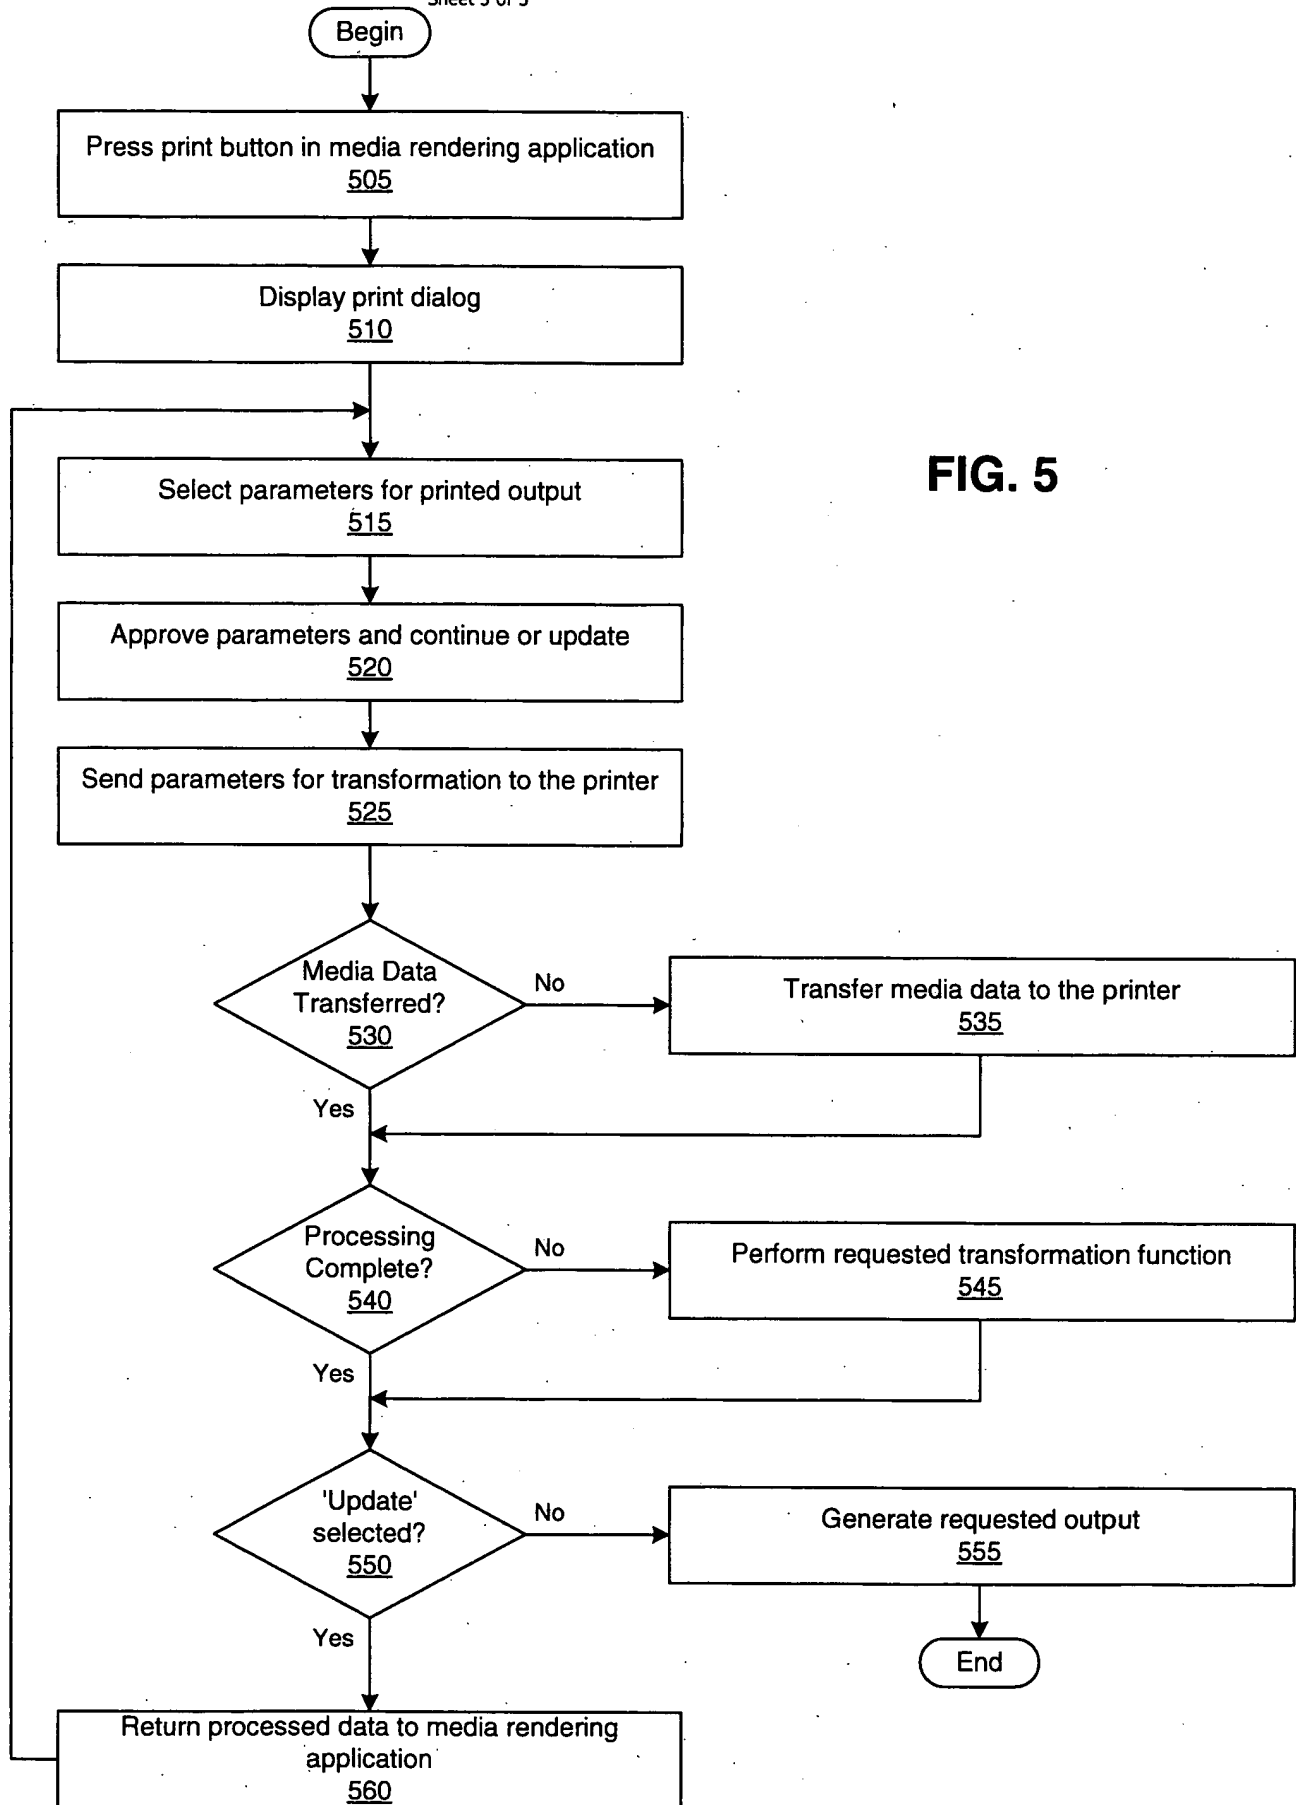 Sheet 5 of 5
Begin
Press print button in media rendering application
505
Display print dialog
510
Select parameters for printed output
515
FIG. 5
Approve parameters and continue or update
520
Send parameters for transformation to the printer
525
Media Data
Transferred?
530
No
Transfer media data to the printer
535
Yes
Processing
Complete?
540
No
Perform requested transformation function
545
Yes
'Update'
selected?
550
No
Generate requested output
555
Yes
End
Return processed data to media rendering
application
560